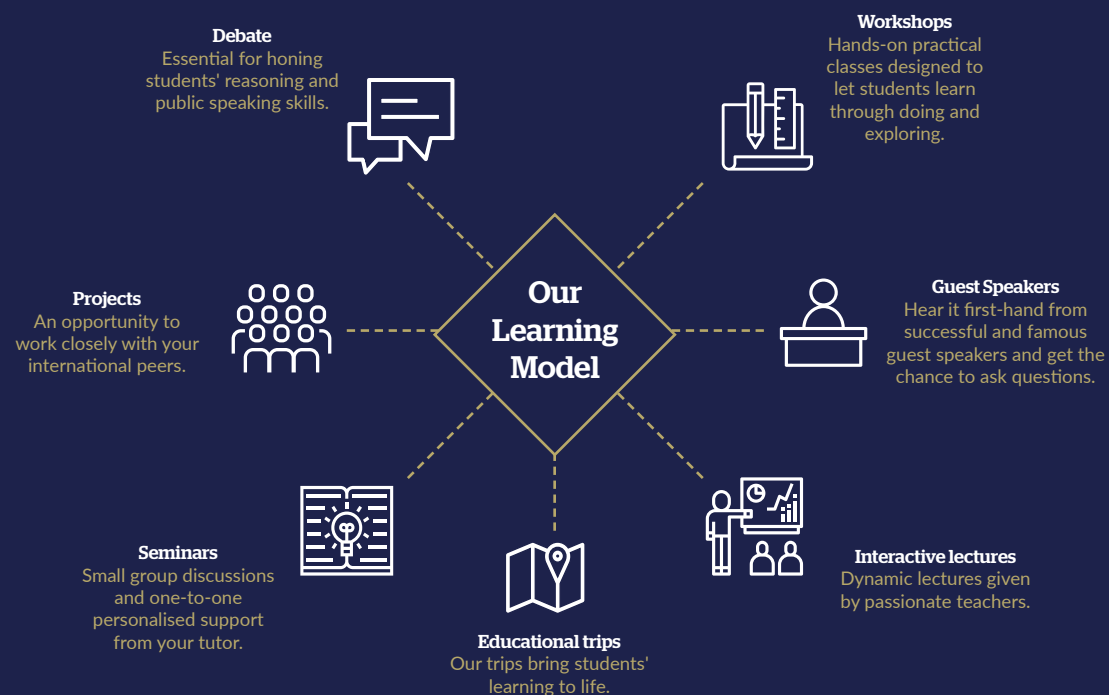 Debate
Essential for honing
students' reasoning and
public speaking skills.
Workshops
Hands-on practical
classes designed to
let students learn
through doing and
exploring.
Projects
An opportunity to
work closely with your
international peers.
Our
Learning
Model
Guest Speakers
Hear it first-hand from
successful and famous
guest speakers and get the
chance to ask questions.
Seminars
Small group discussions
and one-to-one
personalised support
from your tutor.
Educational trips
Our trips bring students'
learning to life.
Interactive lectures
Dynamic lectures given
by passionate teachers.